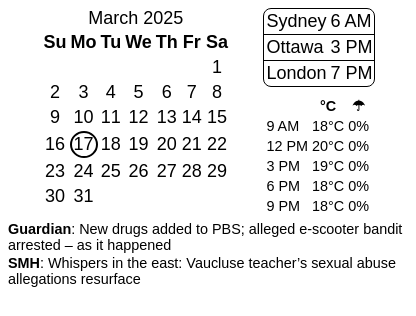 March 2025
Su Mo Tu We Th Fr Sa
1
2 3 4 5 6 7 8
9 10 11 12 13 14 15
16 17 18 19 20 21 22
23 24 25 26 27 28 29
30 31
Sydney 6 AM
Ottawa 3 PM
London 7 PM
°C ☂
9 AM 18°C 0%
12 PM 20°C 0%
3 PM 19°C 0%
6 PM 18°C 0%
9 PM 18°C 0%
Guardian: New drugs added to PBS; alleged e-scooter bandit
arrested – as it happened
SMH: Whispers in the east: Vaucluse teacher’s sexual abuse
allegations resurface